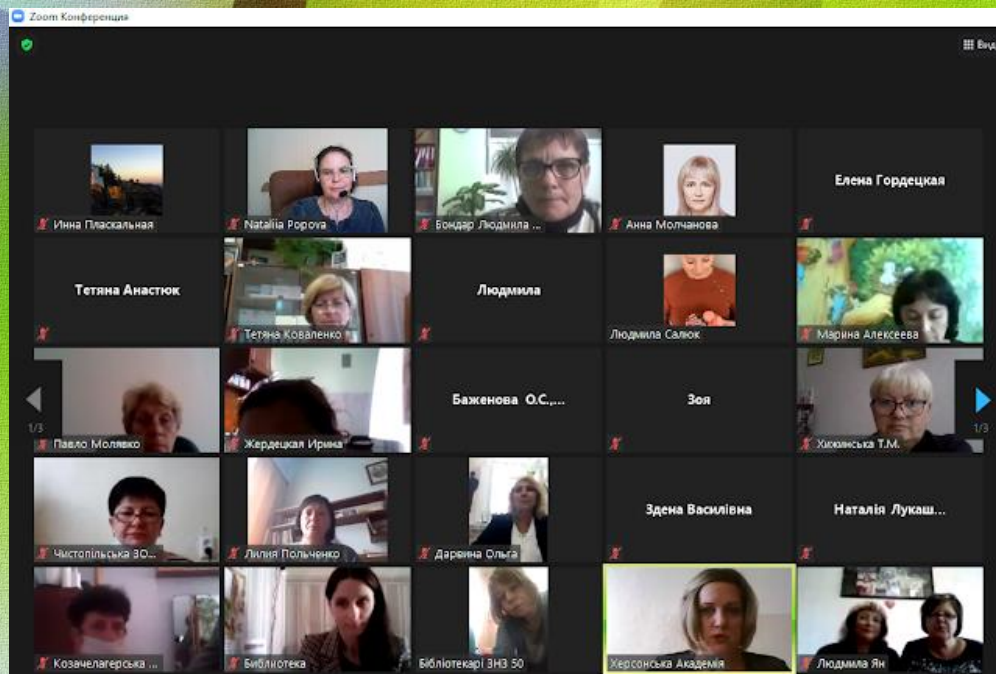 Zoom Конференция
Вид
Инна Пласкальная
Nataliia Popova
Бондар Людмила ...
Анна Молчанова
Елена Гордецкая
Тетяна Анастюк
Тетяна Коваленко
Людмила
Людмила Салюк
Марина Алексеева
1/3
Павло Молявко
Жердецкая Ирина
Баженова О.С.,...
Зоя
Хижинська Т.М.
1/3
Чистопільська ЗО...
Лилия Польченко
Дарвина Ольга
Здена Василівна
Наталія Лукаш...
Козачелагерська ...
Библиотека
Бібліотекарі ЗНЗ 50
Херсонська Академія
Людмила Ян